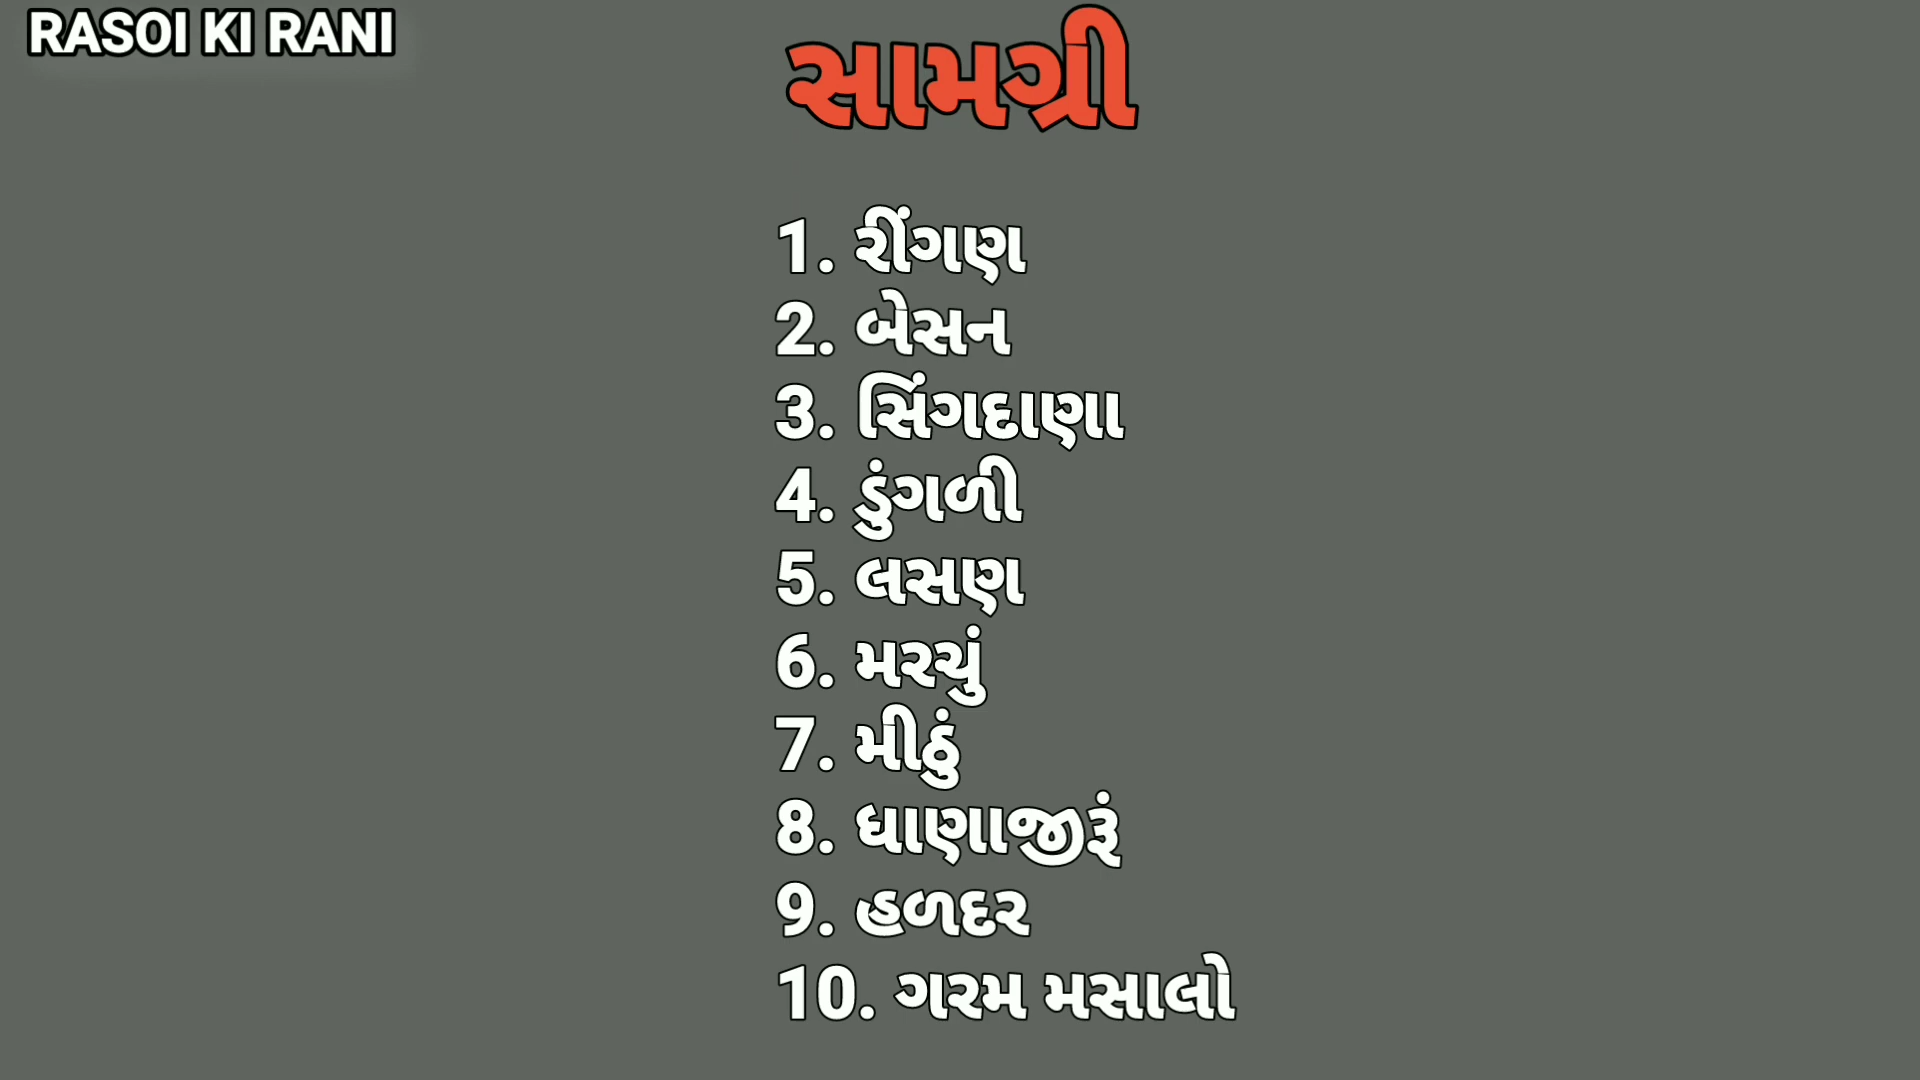 RASOI KI RANI
સામગ્રી
1. રીંગણ
2. બેસન
3. સિંગદાણા
4. ડુંગળી
5. લસણ
6. મરચું
7. મીઠું
8. ધાણાજીરૂં
9. હળદર
10. ગરમ મસાલો